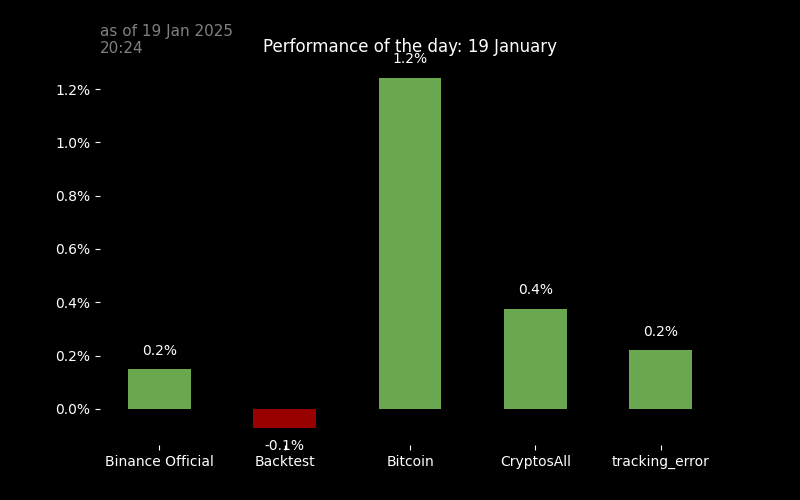 as of 19 Jan 2025
20:24
Performance of the day: 19 January
1.2%
1.2%
1.0%
0.8%
0.6%
0.4%
0.4%
0.2%
0.2%
0.2%
0.0%
-0.1%
Binance Official
Backtest
Bitcoin
CryptosAll
tracking_error